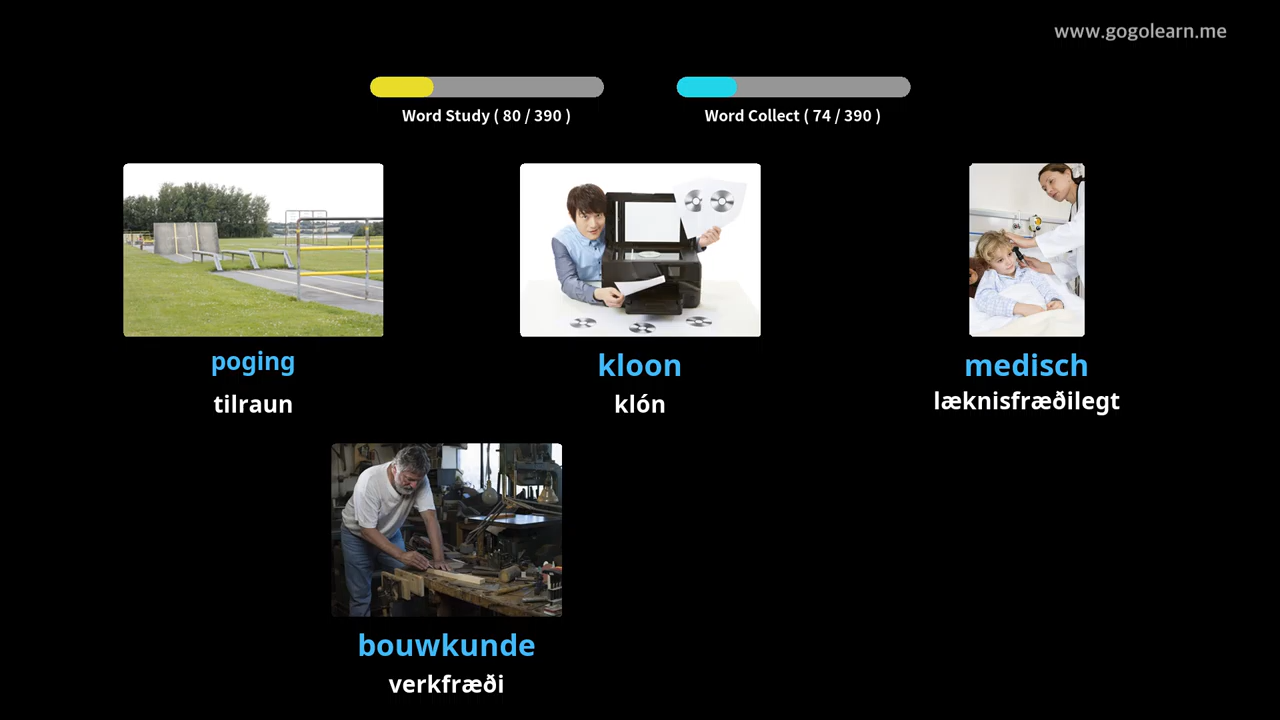 www.gogolearn.me
Word Study ( 80 / 390 )
Word Collect ( 74 / 390 )
poging
tilraun
kloon
klón
medisch
læknisfræðilegt
bouwkunde
verkfræði